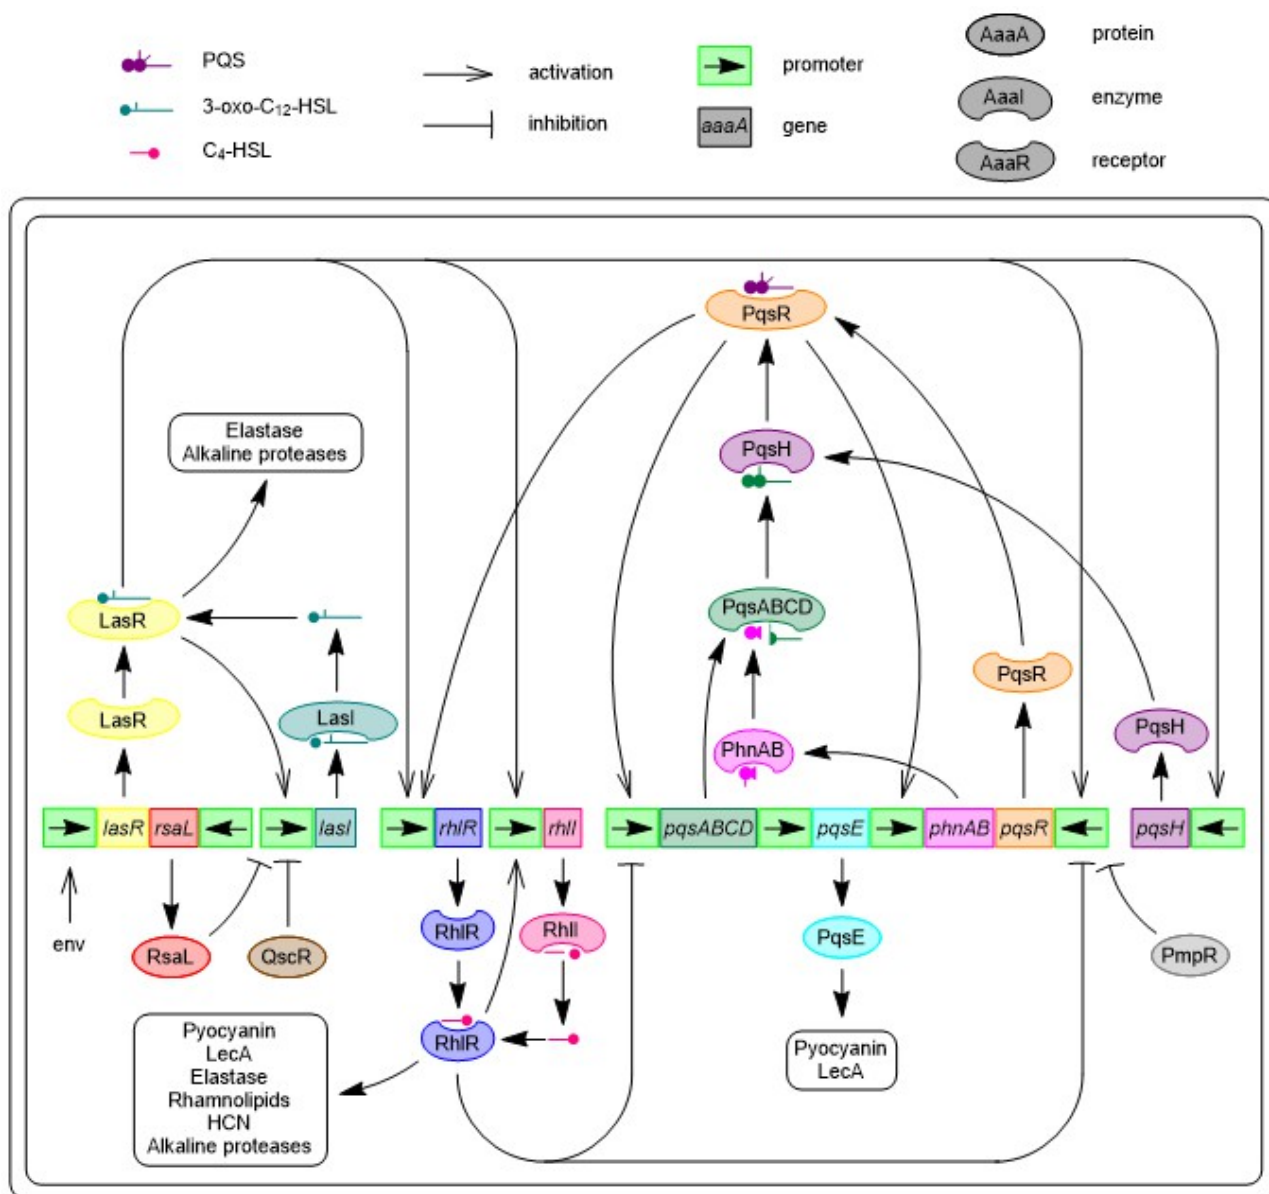 PQS
3-oxo-C₁₂-HSL
C₄-HSL
activation
inhibition
promoter
aaaA
gene
AaaA
protein
AaaI
enzyme
AaaR
receptor
PqsR
Elastase
Alkaline proteases
PqsH
PqsABCD
LasR
PqsR
LasR
LasI
PhnAB
PqsH
lasR
rsaL
lasI
rhlR
rhlI
pqsABCD
pqsE
phnAB
pqsR
pqsH
env
RsaL
QscR
RhlR
RhlI
PqsE
PmpR
RhlR
Pyocyanin
LecA
Elastase
Rhamnolipids
HCN
Alkaline proteases
Pyocyanin
LecA